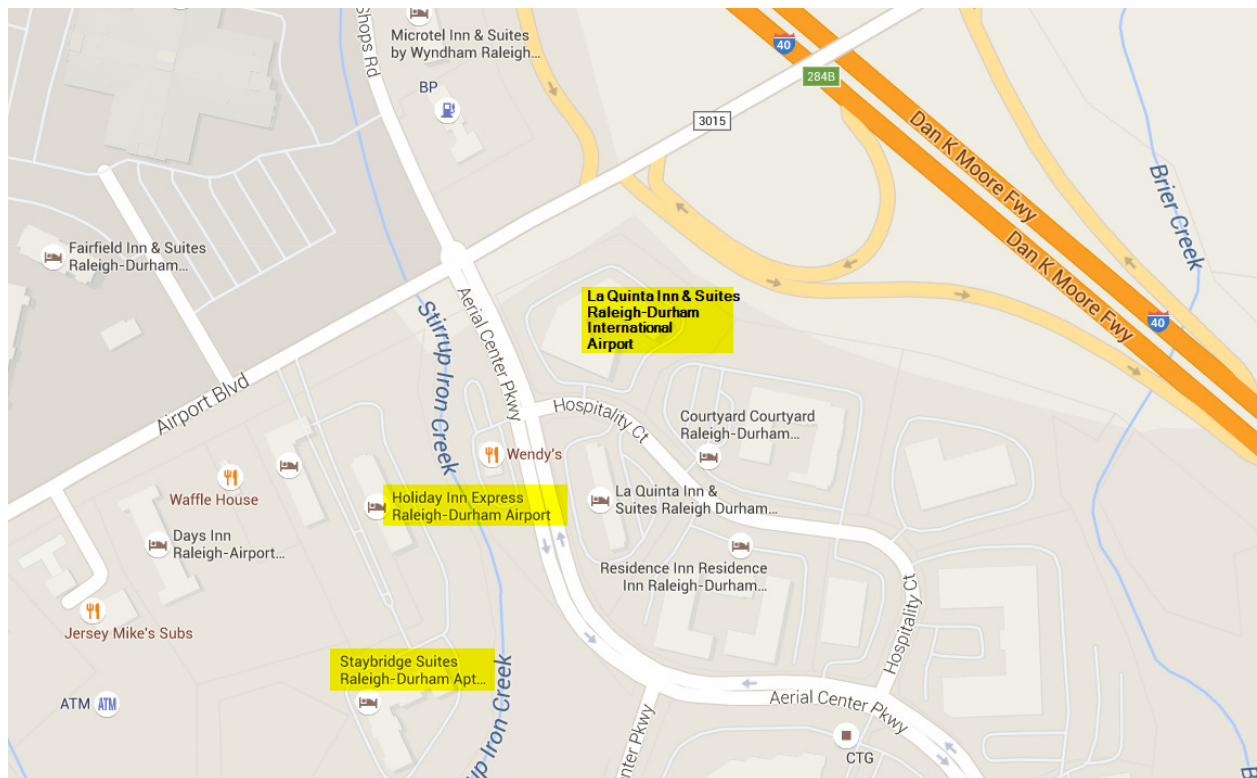 Shops Rd
Microtel Inn & Suites
by Wyndham Raleigh...
BP
40
284B
3015
Dan K Moore Fwy
Dan K Moore Fwy
40
Brier Creek
Fairfield Inn & Suites
Raleigh-Durham...
Stirrup Iron Creek
Aerial Center Pkwy
La Quinta Inn & Suites
Raleigh-Durham
International
Airport
Airport Blvd
Hospitality Ct
Courtyard Courtyard
Raleigh-Durham...
Wendy's
Waffle House
Holiday Inn Express
Raleigh-Durham Airport
La Quinta Inn &
Suites Raleigh Durham...
Days Inn
Raleigh-Airport...
Residence Inn Residence
Inn Raleigh-Durham...
Hospitality Ct
Jersey Mike's Subs
Staybridge Suites
Raleigh-Durham Apt...
ATM
ATM
rup Iron Creek
nter Pkwy
Aerial Center Pkwy
CTG
B